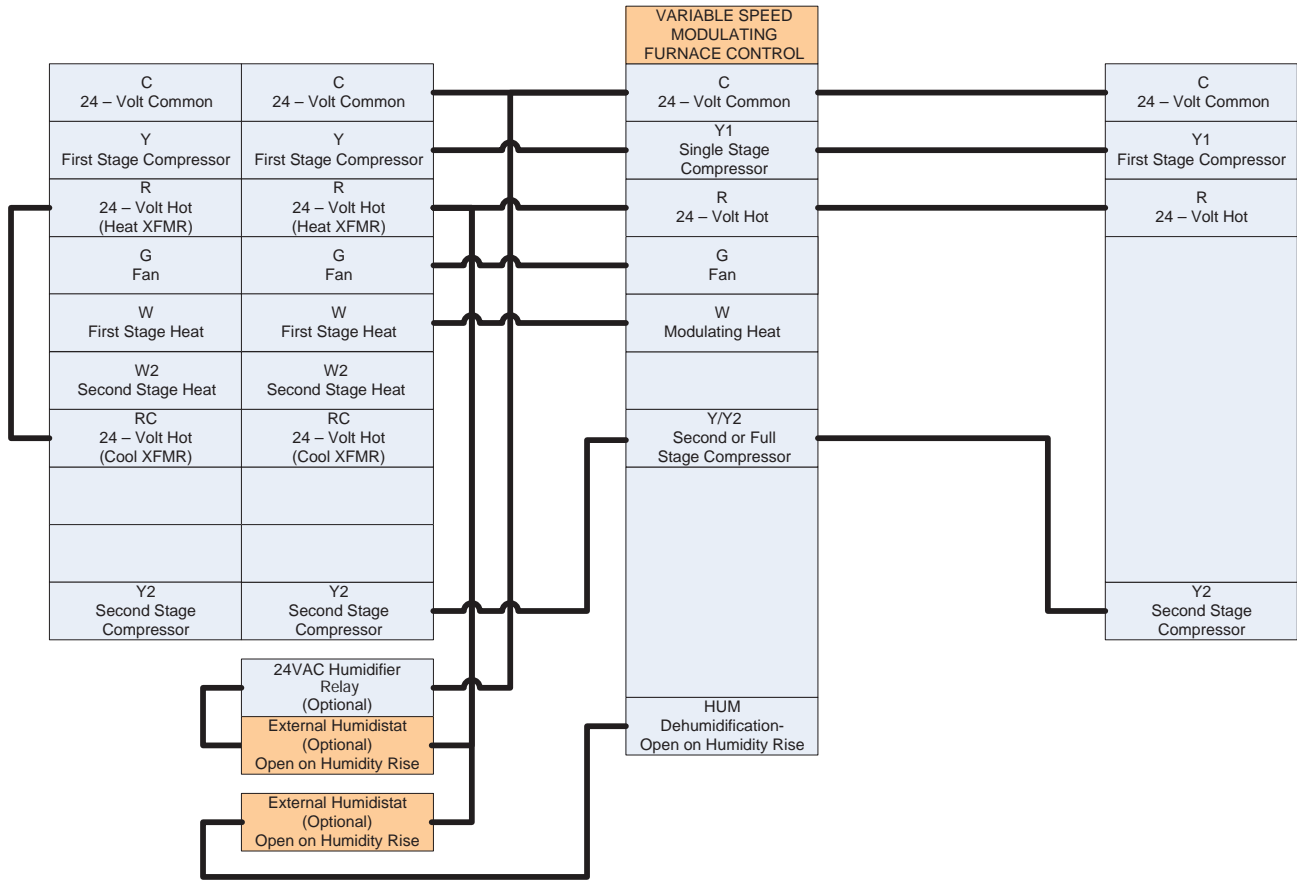 VARIABLE SPEED
MODULATING
FURNACE CONTROL
C
24 – Volt Common
Y
First Stage Compressor
R
24 – Volt Hot
(Heat XFMR)
G
Fan
W
First Stage Heat
W2
Second Stage Heat
RC
24 – Volt Hot
(Cool XFMR)
Y2
Second Stage
Compressor
C
24 – Volt Common
Y
First Stage Compressor
R
24 – Volt Hot
(Heat XFMR)
G
Fan
W
First Stage Heat
W2
Second Stage Heat
RC
24 – Volt Hot
(Cool XFMR)
Y2
Second Stage
Compressor
24VAC Humidifier
Relay
(Optional)
External Humidistat
(Optional)
Open on Humidity Rise
External Humidistat
(Optional)
Open on Humidity Rise
C
24 – Volt Common
Y1
Single Stage
Compressor
R
24 – Volt Hot
G
Fan
W
Modulating Heat
Y/Y2
Second or Full
Stage Compressor
HUM
Dehumidification-
Open on Humidity Rise
C
24 – Volt Common
Y1
First Stage Compressor
R
24 – Volt Hot
Y2
Second Stage
Compressor